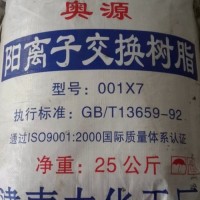 奥源
阳离子交换树脂
型号：001X7
执行标准：GB/T13659-92
通过ISO9001:2000国际质量体系认证
净重：25公斤